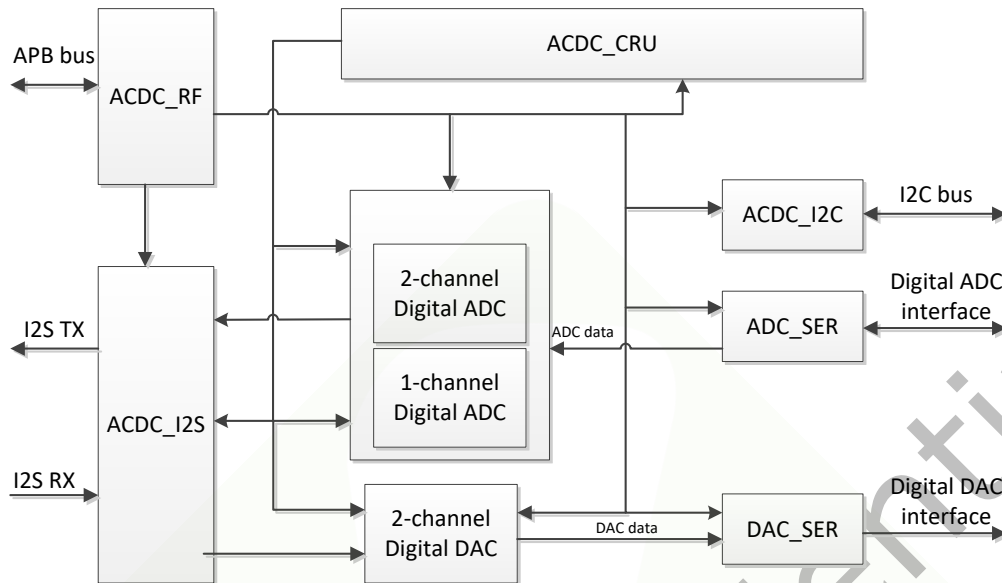 ACDC_CRU
APB bus
ACDC_RF
ACDC_I2C
I2C bus
2-channel
Digital ADC
Digital ADC
interface
ADC_SER
ADC data
I2S TX
1-channel
Digital ADC
ACDC_I2S
I2S RX
2-channel
Digital DAC
DAC data
DAC_SER
Digital DAC
interface